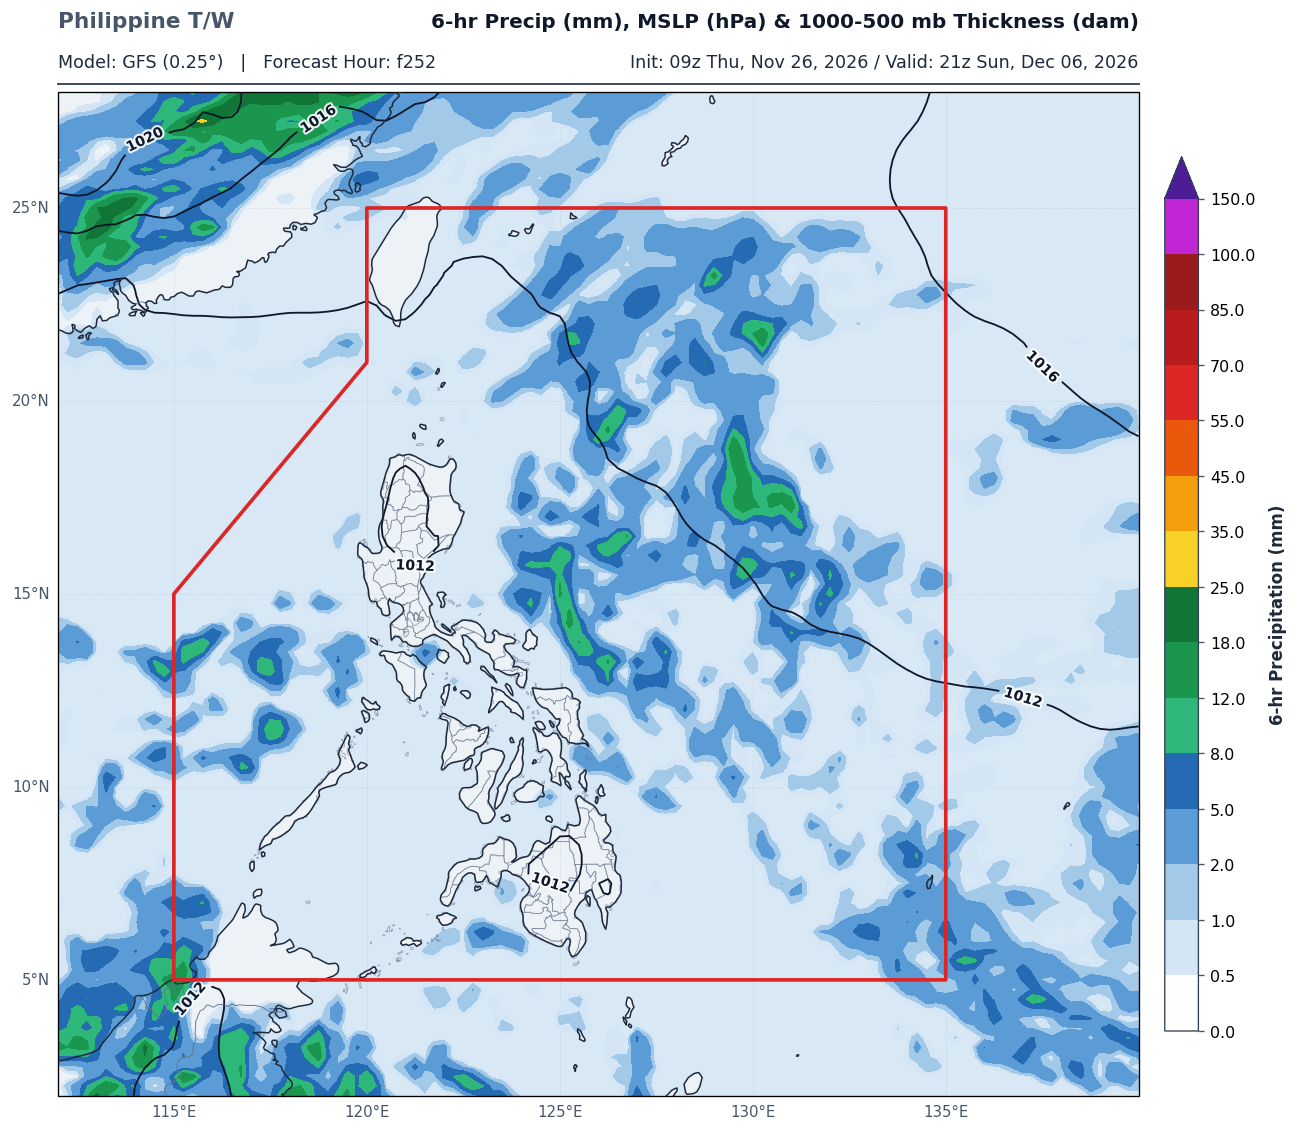 Philippine T/W
6-hr Precip (mm), MSLP (hPa) & 1000-500 mb Thickness (dam)
Model: GFS (0.25°) | Forecast Hour: f252
Init: 09z Thu, Nov 26, 2026 / Valid: 21z Sun, Dec 06, 2026
1020
1016
1016
1012
1012
1012
1012
25°N
20°N
15°N
10°N
5°N
115°E
120°E
125°E
130°E
135°E
150.0
100.0
85.0
70.0
55.0
45.0
35.0
25.0
18.0
12.0
8.0
5.0
2.0
1.0
0.5
0.0
6-hr Precipitation (mm)